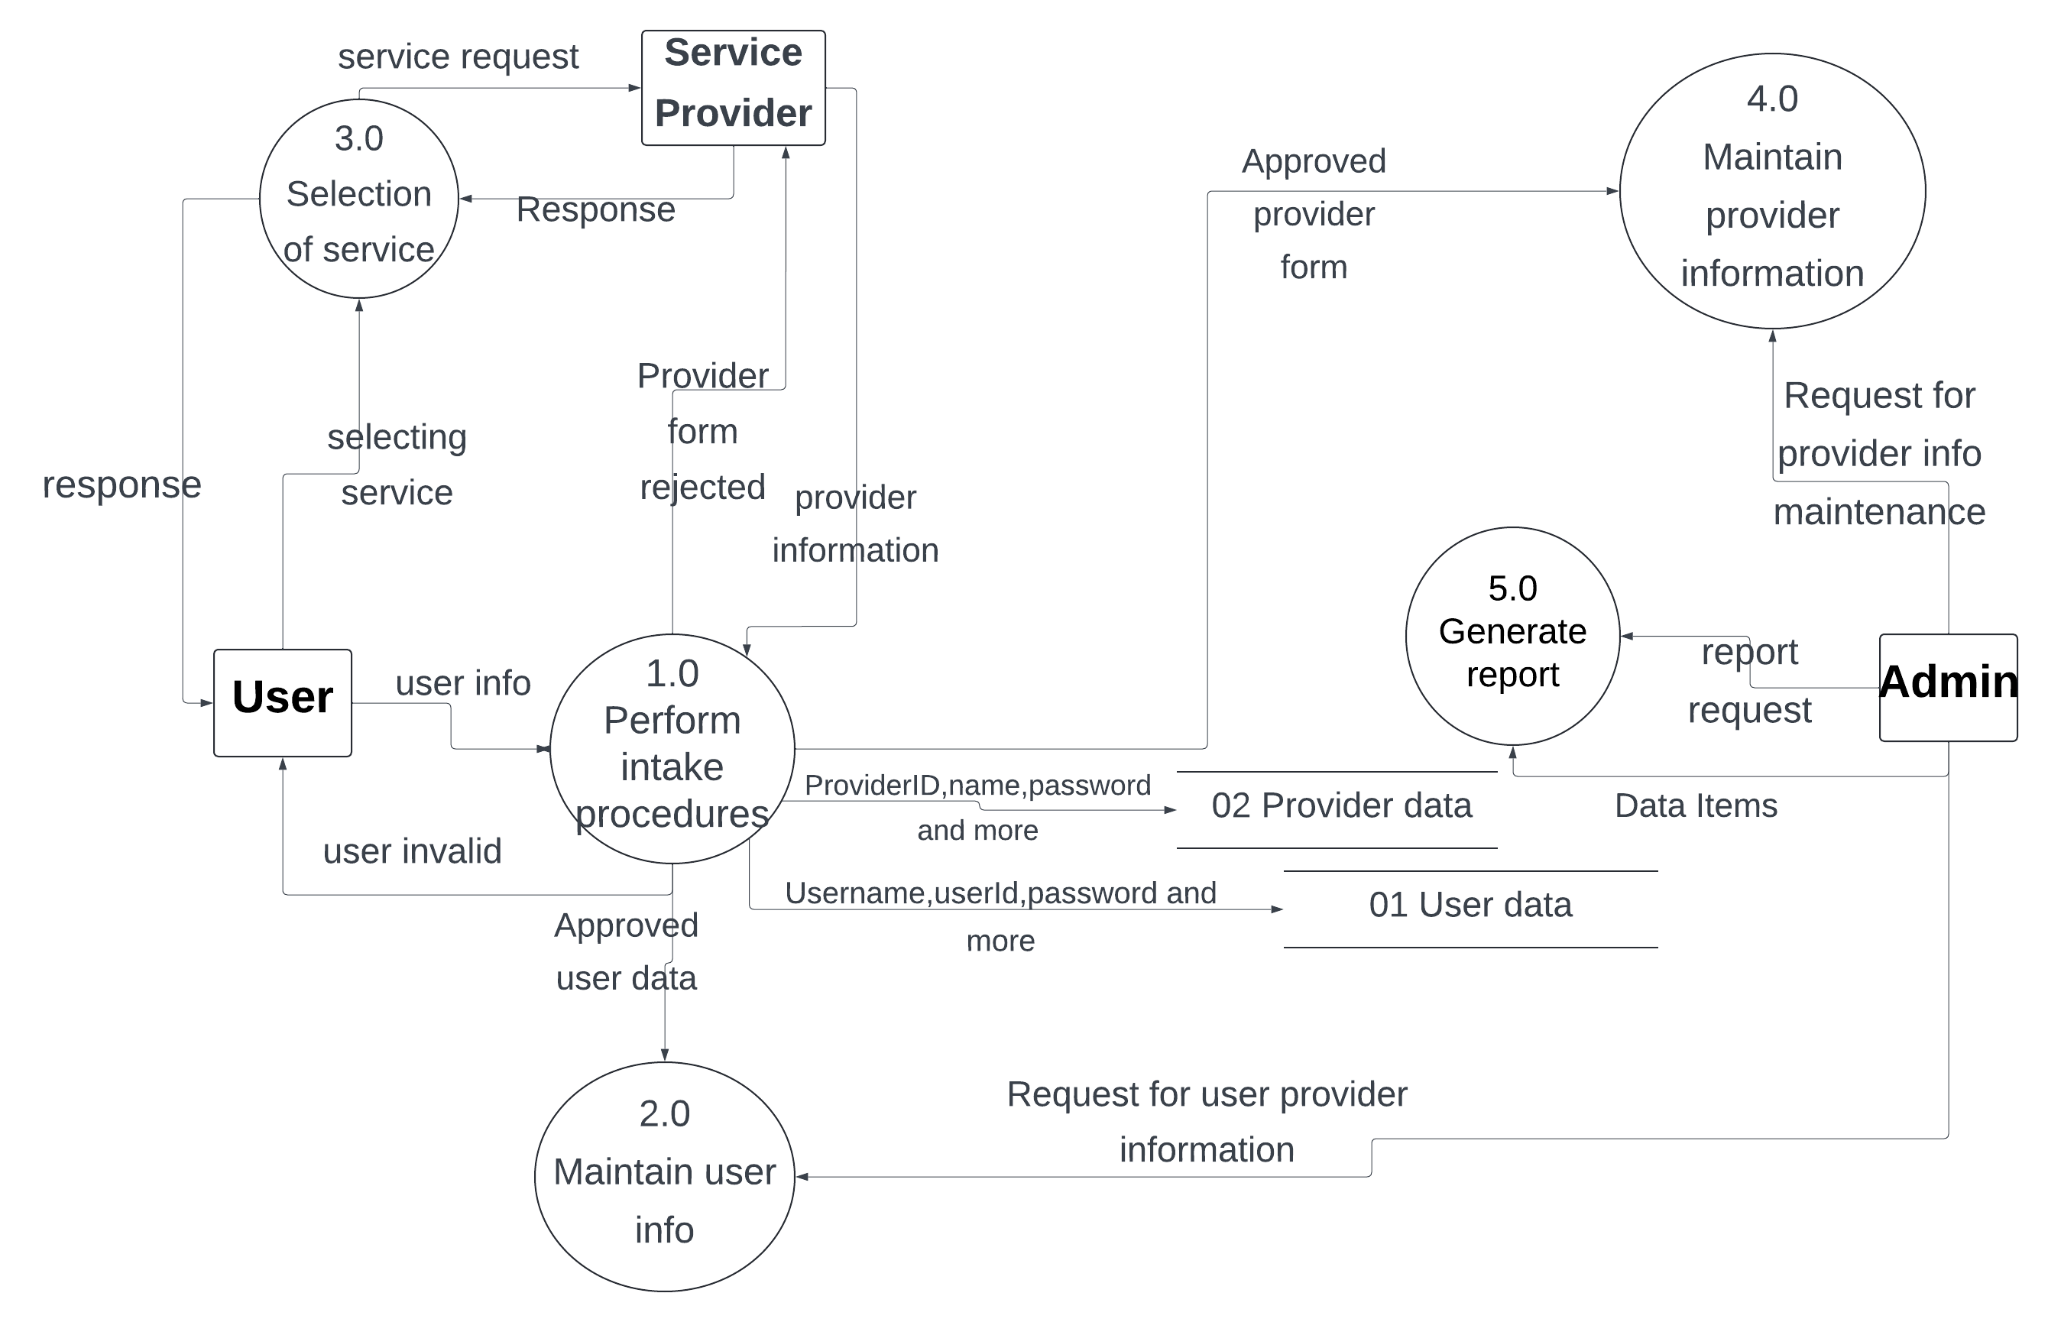 service request
Service
Provider
3.0
Selection
of service
Response
4.0
Maintain
provider
information
Approved
provider
form
Provider
form
rejected
provider
information
selecting
service
response
Request for
provider info
maintenance
5.0
Generate
report
report
request
Admin
User
user info
1.0
Perform
intake
procedures
ProviderID,name,password
and more
02 Provider data
Data Items
user invalid
Username,userId,password and
more
01 User data
Approved
user data
2.0
Maintain user
info
Request for user provider
information